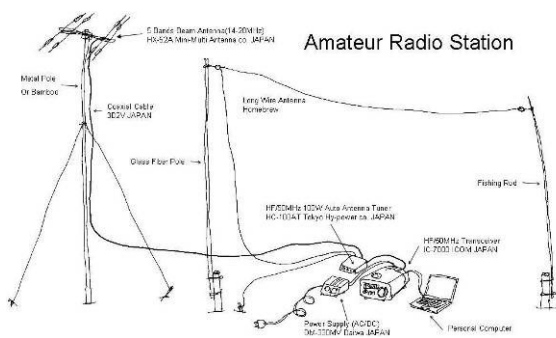 5 Bands Beam Antenna(14-28MHz)
HX-52A Mini-Multi Antenna co. JAPAN
Amateur Radio Station
Metal Pole
Or Bamboo
Coaxial Cable
3D2V JAPAN
Long Wire Antenna
Homebrew
Glass Fiber Pole
Fishing Rod
HF/50MHz 100W Auto Antenna Tuner
HC-100AT Tokyo Hy-power co. JAPAN
HF/50MHz Transceiver
IC-7000 ICOM JAPAN
Power Supply (AC/DC)
DM-330MV Daiwa JAPAN
Personal Computer